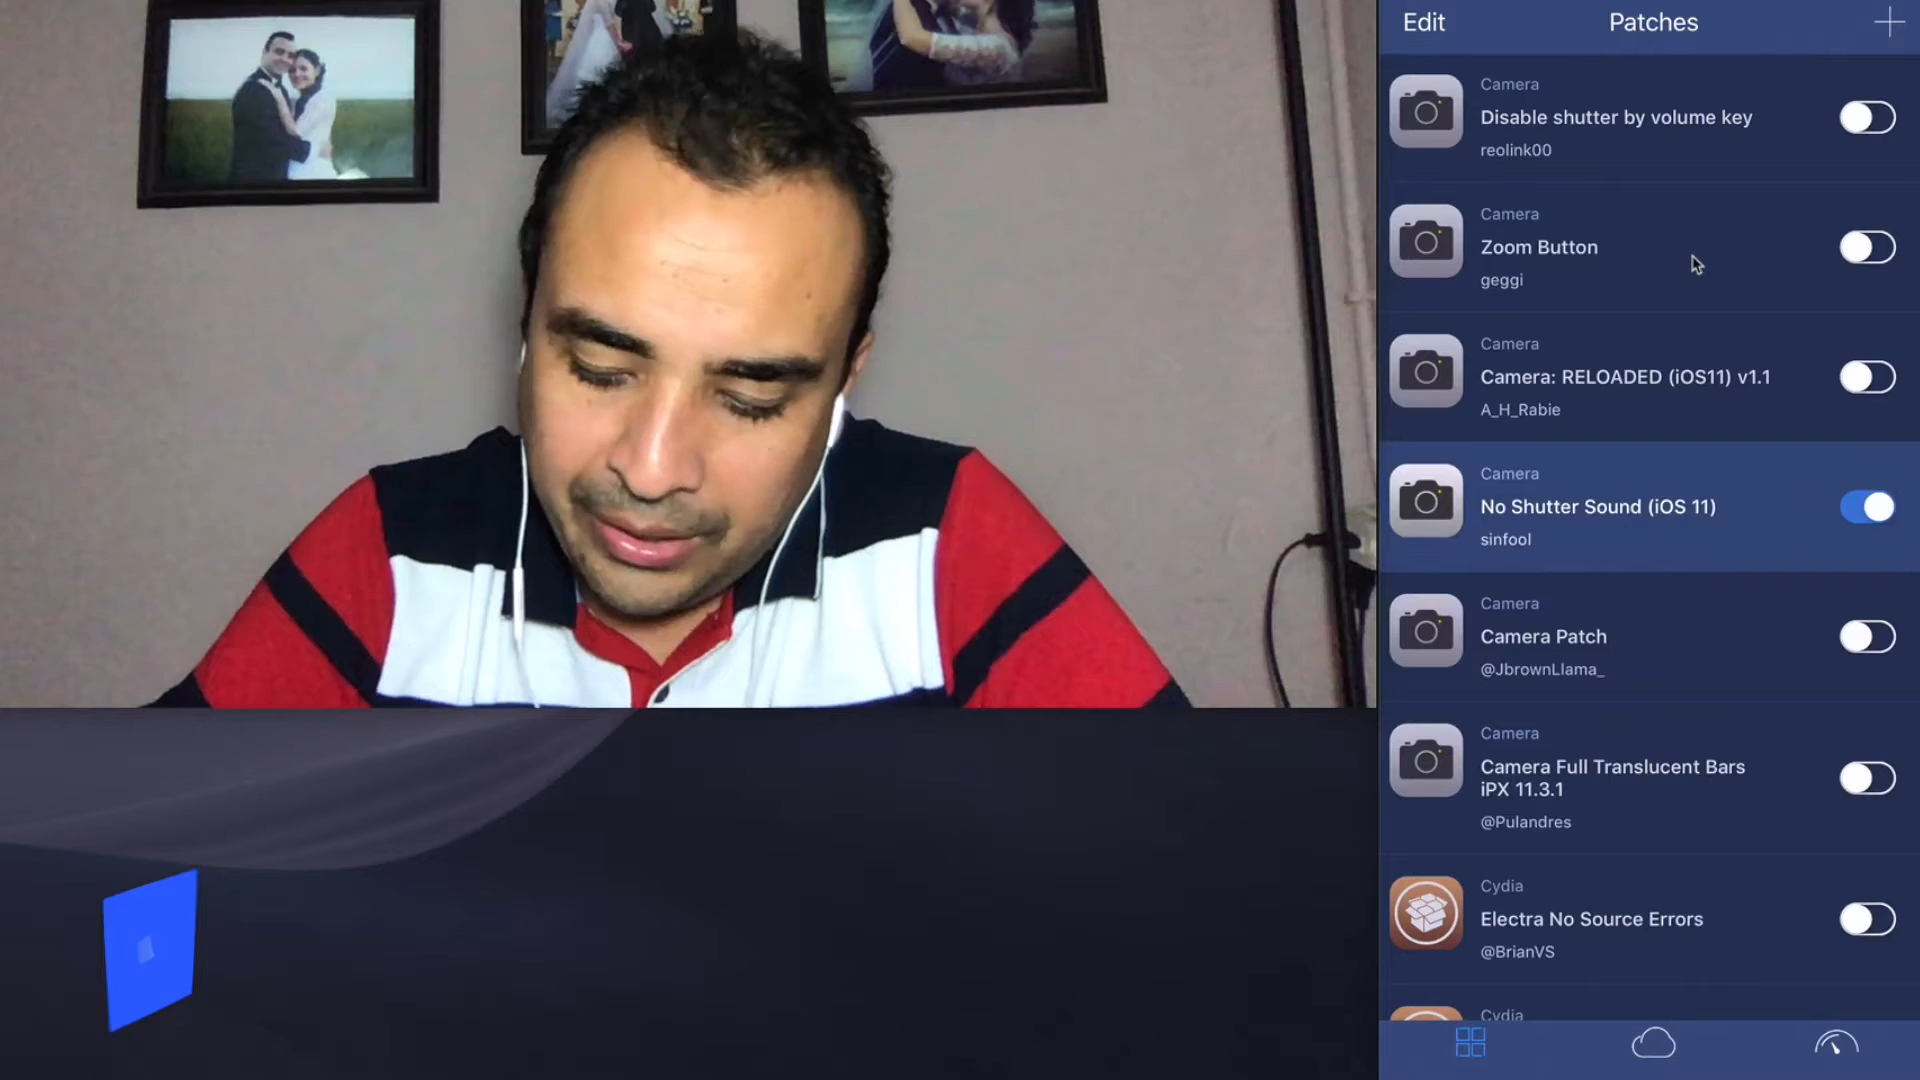 Edit
Patches
Camera
Disable shutter by volume key
reolink00
Camera
Zoom Button
geggi
Camera
Camera: RELOADED (iOS11) v1.1
A_H_Rabie
Camera
No Shutter Sound (iOS 11)
sinfool
Camera
Camera Patch
@JbrownLlama_
Camera
Camera Full Translucent Bars
iPX 11.3.1
@Pulandres
Cydia
Electra No Source Errors
@BrianVS
Cydia